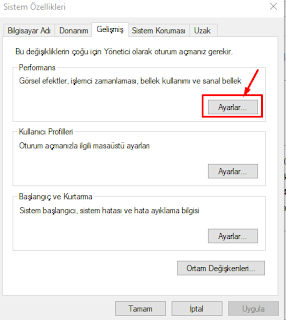 Sistem Özellikleri
Bilgisayar Adı Donanım Gelişmiş Sistem Koruması Uzak
Bu değişikliklerin çoğu için Yönetici olarak oturum açmanız gerekir.
Performans
Görsel efektler, işlemci zamanlaması, bellek kullanımı ve sanal bellek
Ayarlar...
Kullanıcı Profilleri
Oturum açmanızla ilgili masaüstü ayarları
Ayarlar...
Başlangıç ve Kurtarma
Sistem başlangıcı, sistem hatası ve hata ayıklama bilgisi
Ayarlar...
Ortam Değişkenleri...
Tamam İptal Uygula